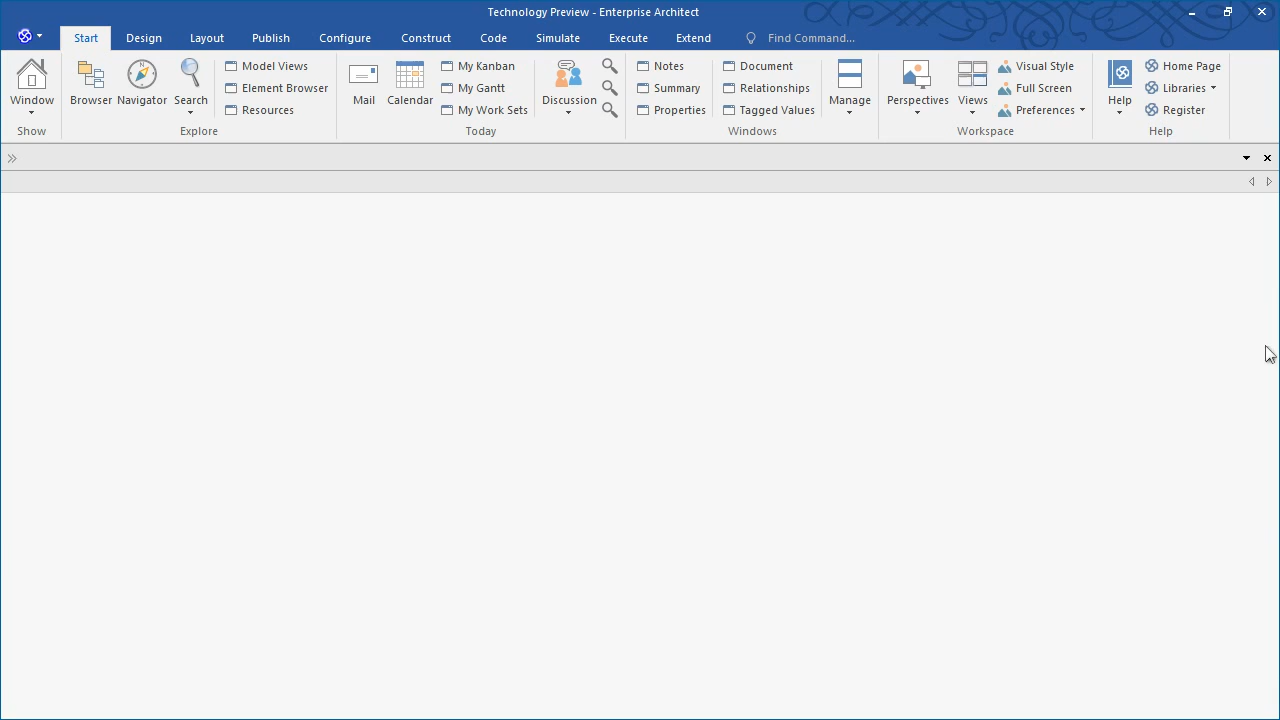 Technology Preview - Enterprise Architect
Start Design Layout Publish Configure Construct Code Simulate Execute Extend Find Command...
Window
Show
Browser Navigator Search
Model Views
Element Browser
Resources
Explore
Mail Calendar
My Kanban
My Gantt
My Work Sets
Discussion
Today
Notes
Summary
Properties
Document
Relationships
Tagged Values
Manage
Windows
Perspectives Views
Visual Style
Full Screen
Preferences
Workspace
Help
Home Page
Libraries
Register
Help